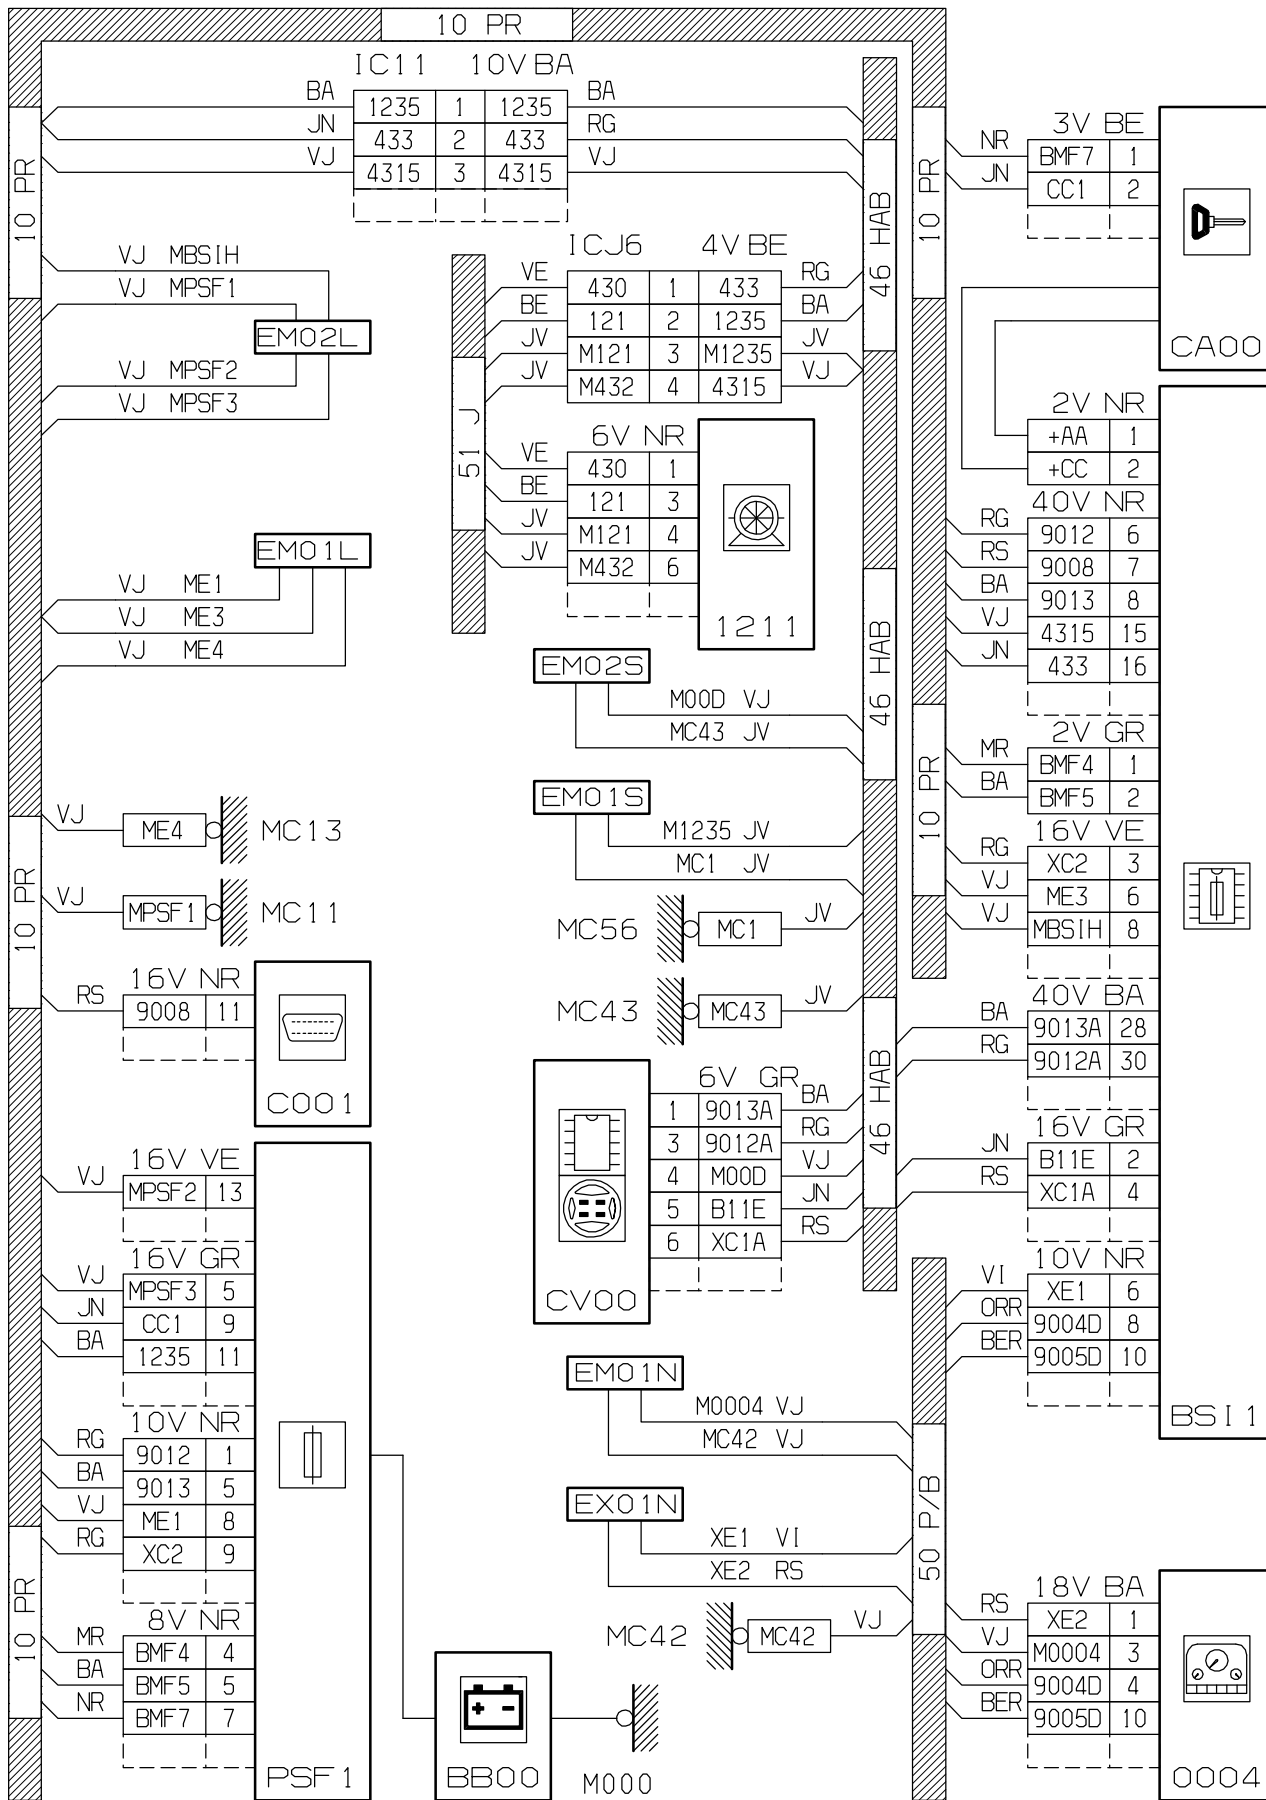 10 PR
IC11 10V BA
BA 1235 1 1235 BA
JN 433 2 433 RG
VJ 4315 3 4315 VJ
10 PR
46 HAB
10 PR
3V BE
NR BMF7 1
JN CC1 2
CA00
VJ MBSIH
VJ MPSF1
EM02L
VJ MPSF2
VJ MPSF3
ICJ6 4V BE
VE 430 1 433 RG
BE 121 2 1235 BA
JV M121 3 M1235 JV
JV M432 4 4315 VJ
51 J
6V NR
VE 430 1
BE 121 3
JV M121 4
JV M432 6
1211
2V NR
+AA 1
+CC 2
40V NR
RG 9012 6
RS 9008 7
BA 9013 8
VJ 4315 15
JN 433 16
EM01L
VJ ME1
VJ ME3
VJ ME4
46 HAB
EM02S
M00D VJ
MC43 JV
10 PR
2V GR
MR BMF4 1
BA BMF5 2
16V VE
RG XC2 3
VJ ME3 6
VJ MBSIH 8
EM01S
M1235 JV
MC1 JV
10 PR
VJ ME4 MC13
VJ MPSF1 MC11
MC56 MC1 JV
MC43 MC43 JV
16V NR
RS 9008 11
C001
46 HAB
40V BA
BA 9013A 28
RG 9012A 30
16V GR
JN B11E 2
RS XC1A 4
6V GR
1 9013A BA
3 9012A RG
4 M00D VJ
5 B11E JN
6 XC1A RS
CV00
16V VE
VJ MPSF2 13
16V GR
VJ MPSF3 5
JN CC1 9
BA 1235 11
10V NR
RG 9012 1
BA 9013 5
VJ ME1 8
RG XC2 9
10 PR
8V NR
MR BMF4 4
BA BMF5 5
NR BMF7 7
PSF1
10V NR
VI XE1 6
ORR 9004D 8
BER 9005D 10
BSI1
EM01N
M0004 VJ
MC42 VJ
EX01N
XE1 VI
XE2 RS
50 P/B
MC42 MC42 VJ
18V BA
RS XE2 1
VJ M0004 3
ORR 9004D 4
BER 9005D 10
0004
+ -
BB00
M000